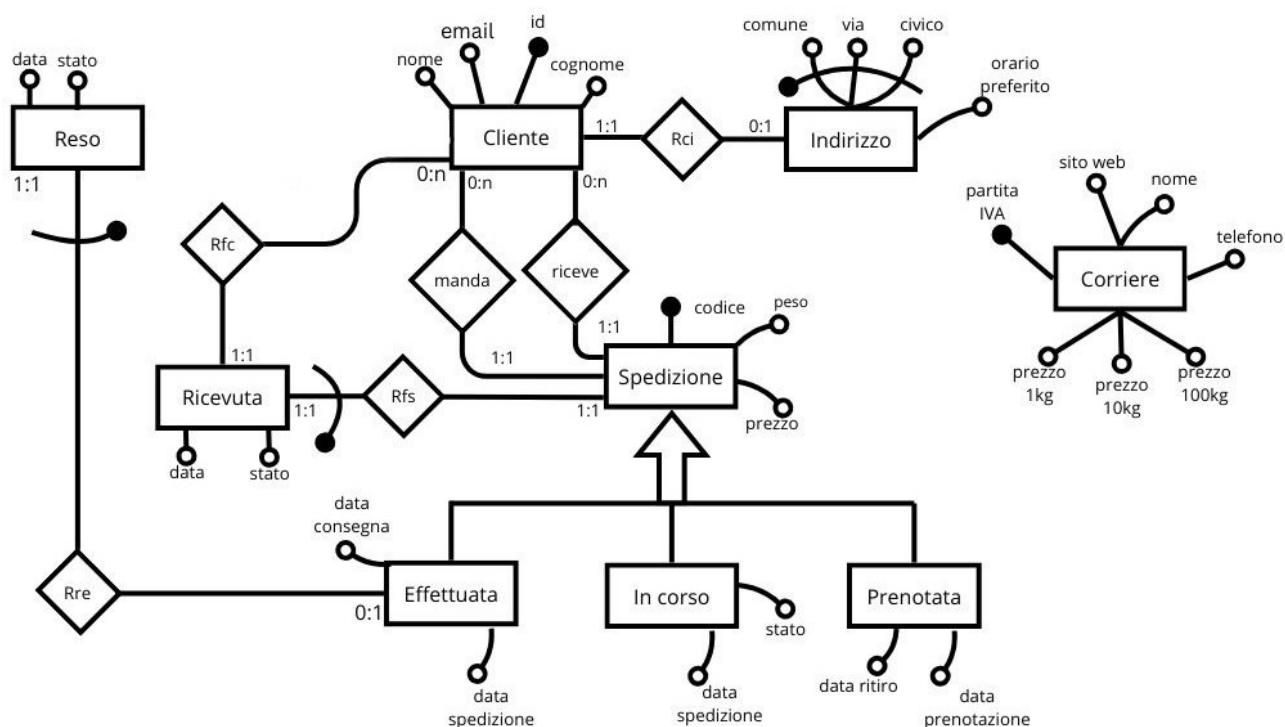 data
stato
Reso
1:1
nome
email
id
cognome
Cliente
0:n
0:n
0:n
1:1
Rci
0:1
comune
via
civico
orario
preferito
Indirizzo
sito web
nome
partita
IVA
telefono
Corriere
prezzo
1kg
prezzo
10kg
prezzo
100kg
Rfc
manda
riceve
1:1
1:1
1:1
codice
peso
Spedizione
prezzo
Ricevuta
1:1
Rfs
1:1
data
stato
data
consegna
Rre
0:1
Effettuata
data
spedizione
In corso
stato
data
spedizione
Prenotata
data ritiro
data
prenotazione